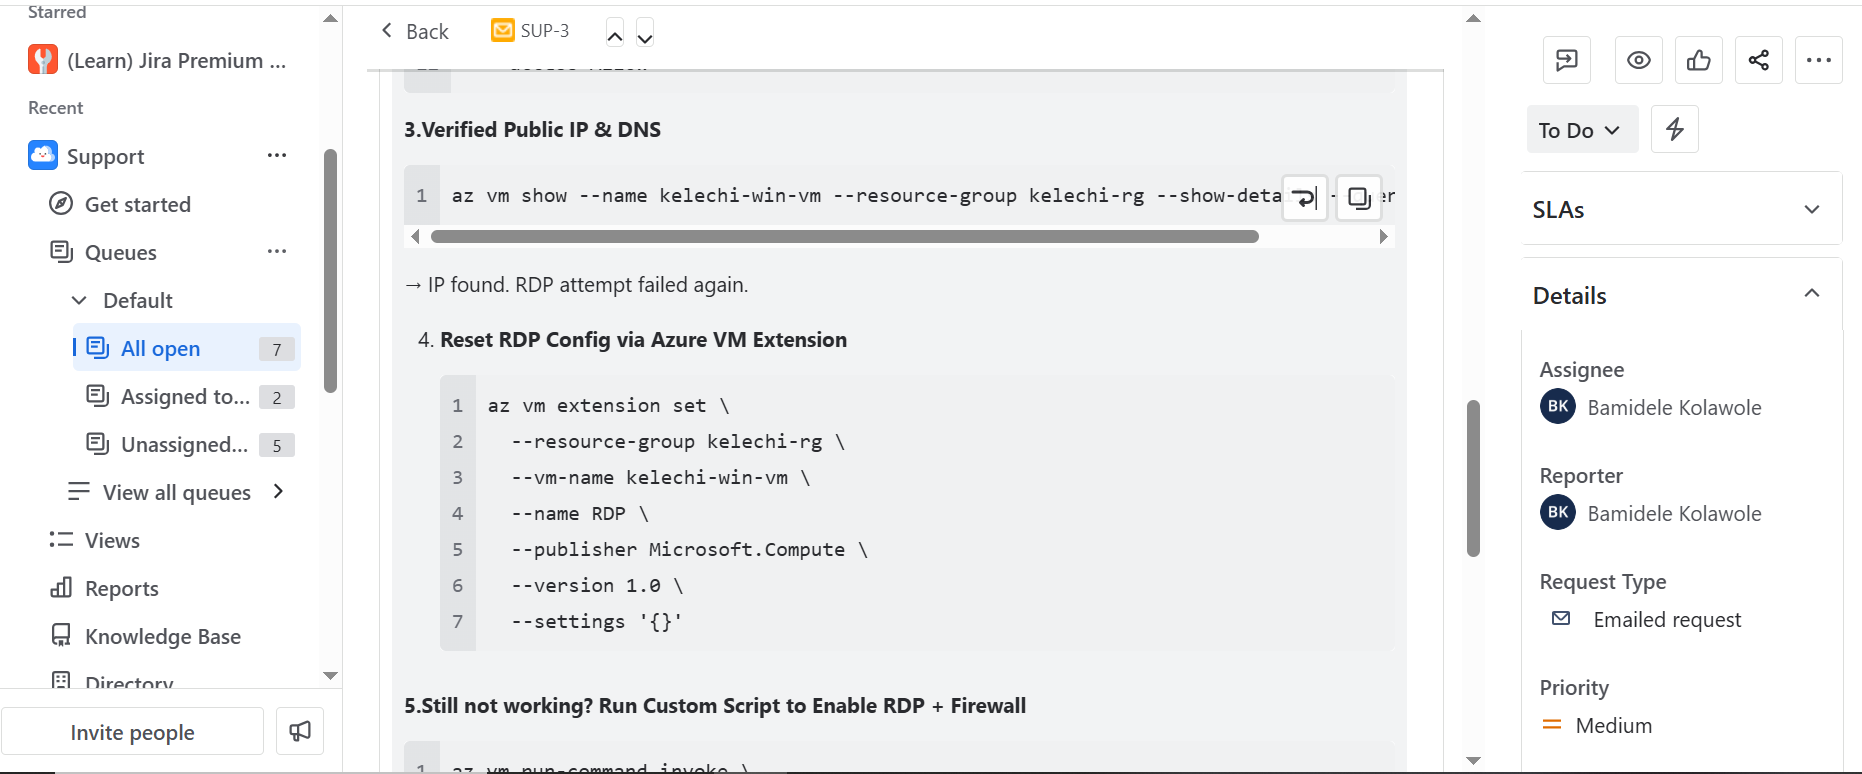 Starred
(Learn) Jira Premium ...
Recent
Support
Get started
Queues
Default
All open 7
Assigned to... 2
Unassigned... 5
View all queues
Views
Reports
Knowledge Base
Directory
Invite people
Back
SUP-3
3.Verified Public IP & DNS
1 az vm show --name kelechi-win-vm --resource-group kelechi-rg --show-deta
→ IP found. RDP attempt failed again.
4. Reset RDP Config via Azure VM Extension
1 az vm extension set \
2 --resource-group kelechi-rg \
3 --vm-name kelechi-win-vm \
4 --name RDP \
5 --publisher Microsoft.Compute \
6 --version 1.0 \
7 --settings '{}'
5.Still not working? Run Custom Script to Enable RDP + Firewall
1 az vm run-command invoke \
To Do
SLAs
Details
Assignee
BK Bamidele Kolawole
Reporter
BK Bamidele Kolawole
Request Type
Emailed request
Priority
Medium